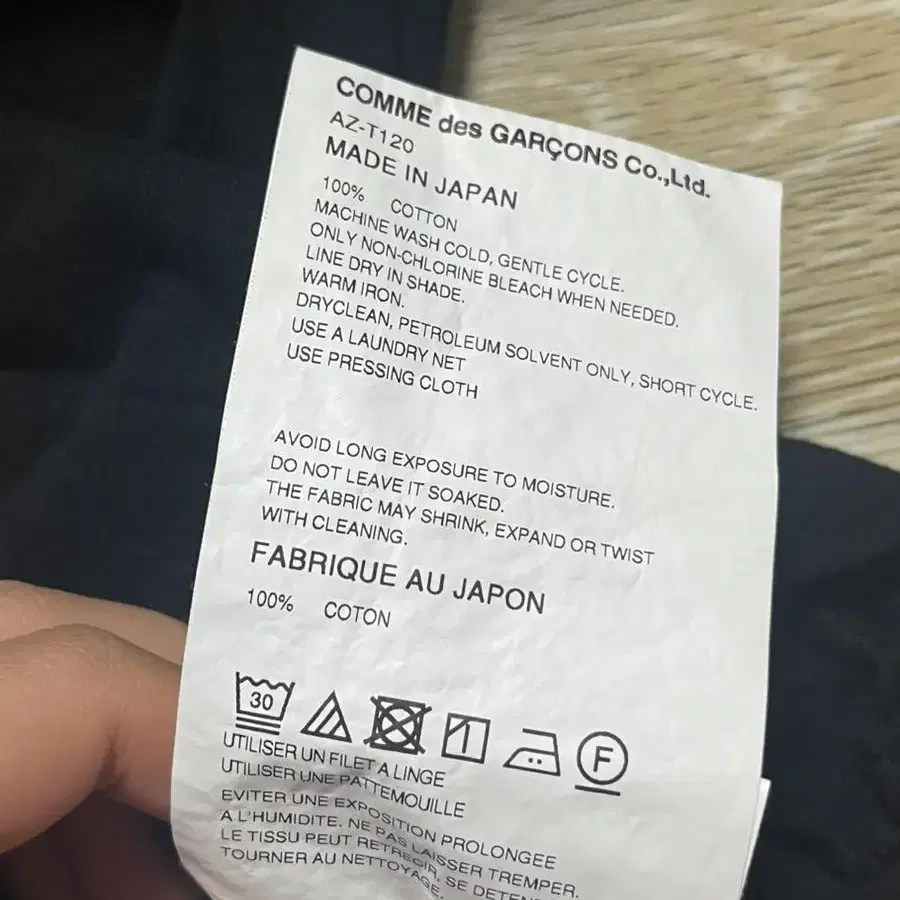 COMME des GARÇONS Co.,Ltd.
AZ-T120
MADE IN JAPAN
100% COTTON
MACHINE WASH COLD, GENTLE CYCLE.
ONLY NON-CHLORINE BLEACH WHEN NEEDED.
LINE DRY IN SHADE.
WARM IRON.
DRYCLEAN, PETROLEUM SOLVENT ONLY, SHORT CYCLE.
USE A LAUNDRY NET
USE PRESSING CLOTH
AVOID LONG EXPOSURE TO MOISTURE.
DO NOT LEAVE IT SOAKED.
THE FABRIC MAY SHRINK, EXPAND OR TWIST
WITH CLEANING.
FABRIQUE AU JAPON
100% COTON
30 F
UTILISER UN FILET A LINGE
UTILISER UNE PATTEMOUILLE
EVITER UNE EXPOSITION PROLONGEE
A L'HUMIDITE. NE PAS LAISSER TREMPER.
LE TISSU PEUT RETRECIR, SE
TOURNER AU NETTOYAGE.